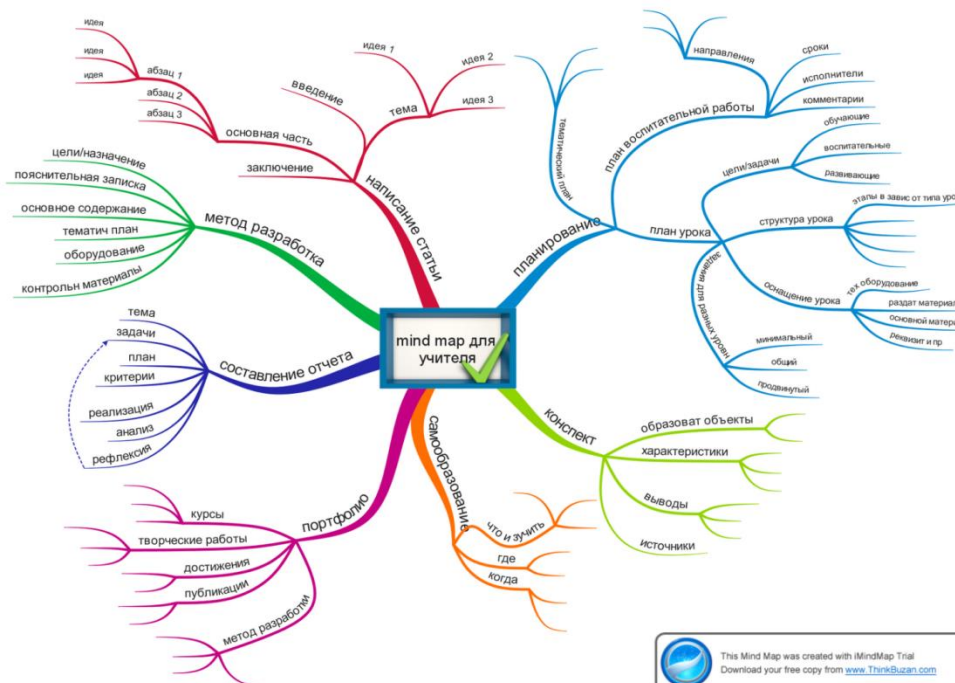 mind map для
учителя
написание статьи
тема
идея 1
идея 2
идея 3
введение
основная часть
абзац 1
идея
идея
идея
абзац 2
абзац 3
заключение
метод разработка
цели/назначение
пояснительная записка
основное содержание
тематич план
оборудование
контрольн материалы
составление отчета
тема
задачи
план
критерии
реализация
анализ
рефлексия
портфолио
курсы
творческие работы
достижения
публикации
метод разработки
самообразование
что и зучить
где
когда
конспект
образоват объекты
характеристики
выводы
источники
планирование
тематический план
план воспитательной работы
направления
сроки
исполнители
комментарии
план урока
цели/задачи
обучающие
воспитательные
развивающие
структура урока
этапы в завис от типа уро
оснащение урока
тех оборудование
раздат материал
основной матери
реквизит и пр
задания для разных уровн
минимальный
общий
продвинутый
This Mind Map was created with iMindMap Trial
Download your free copy from www.ThinkBuzan.com